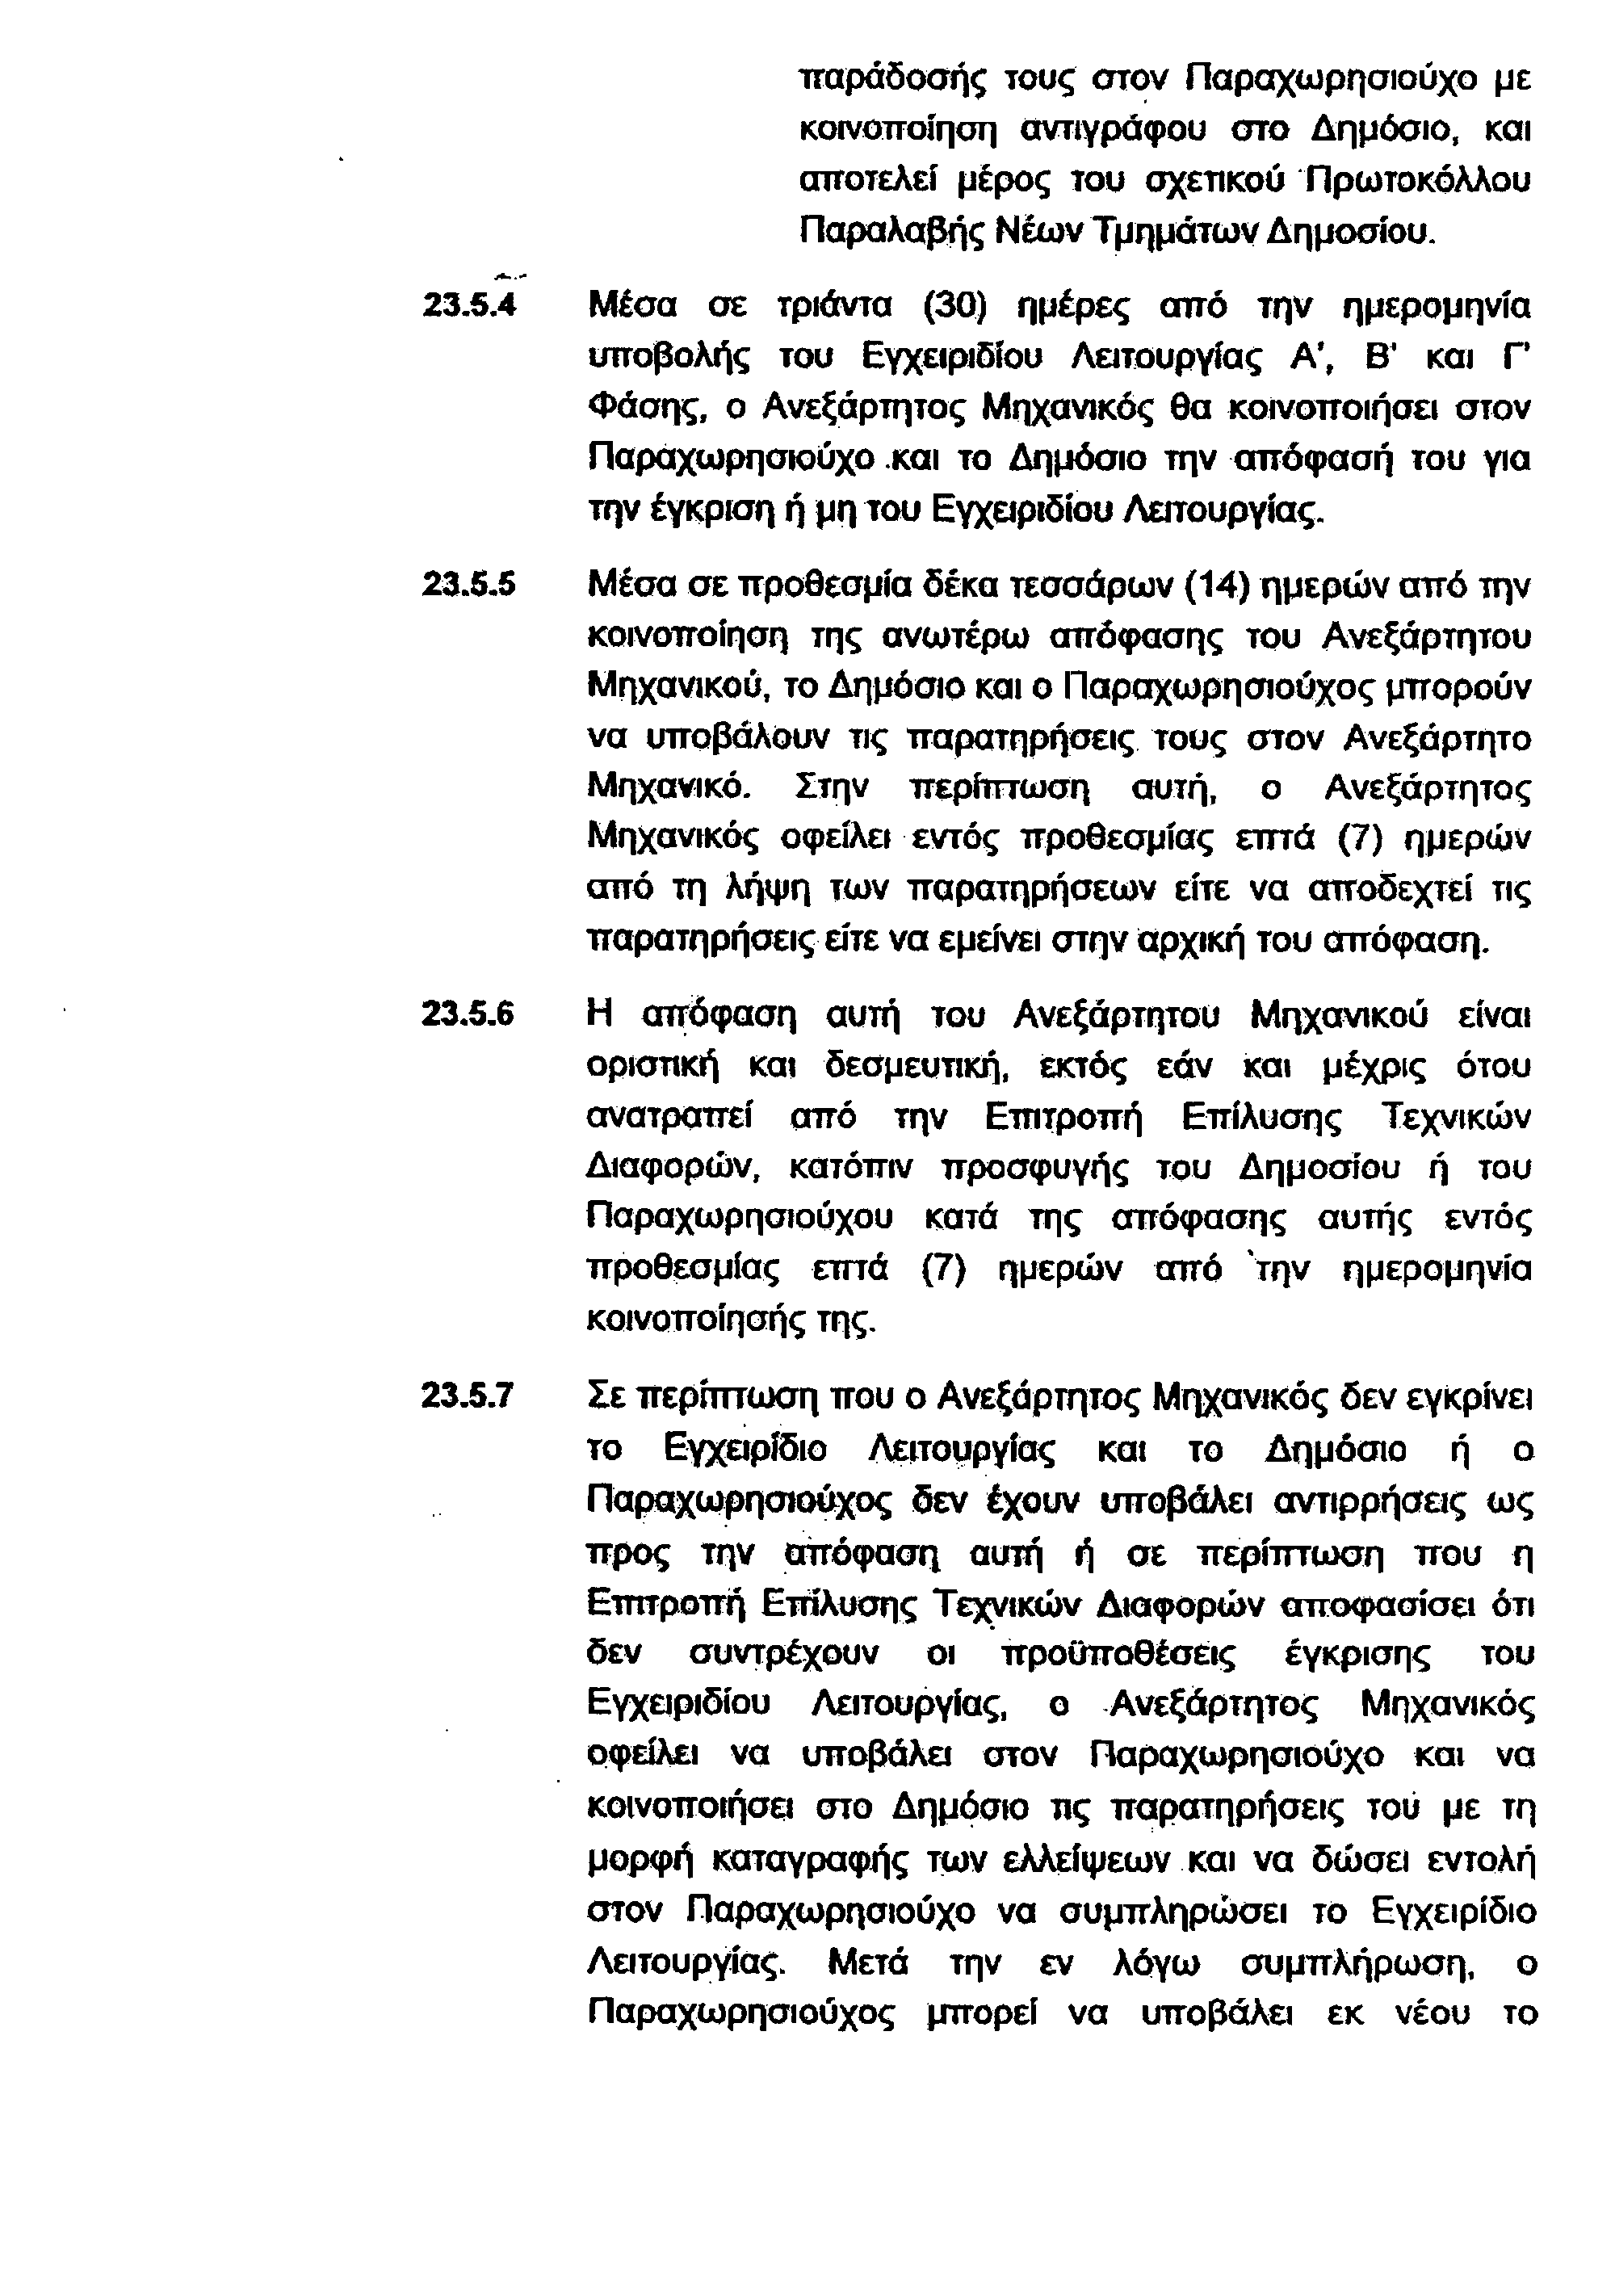 παράδοσής τους στον Παραχωρησιούχο με
κοινοποίηση αντιγράφου στο Δημόσιο, και
αποτελεί μέρος του σχετικού Πρωτοκόλλου
Παραλαβής Νέων Τμημάτων Δημοσίου.
23.5.4 Μέσα σε τριάντα (30) ημέρες από την ημερομηνία
υποβολής του Εγχειριδίου Λειτουργίας Α', Β' και Γ'
Φάσης, ο Ανεξάρτητος Μηχανικός θα κοινοποιήσει στον
Παραχωρησιούχο και το Δημόσιο την απόφασή του για
την έγκριση ή μη του Εγχειριδίου Λειτουργίας.
23.5.5 Μέσα σε προθεσμία δέκα τεσσάρων (14) ημερών από την
κοινοποίηση της ανωτέρω απόφασης του Ανεξάρτητου
Μηχανικού, το Δημόσιο και ο Παραχωρησιούχος μπορούν
να υποβάλουν τις παρατηρήσεις τους στον Ανεξάρτητο
Μηχανικό. Στην περίπτωση αυτή, ο Ανεξάρτητος
Μηχανικός οφείλει εντός προθεσμίας επτά (7) ημερών
από τη λήψη των παρατηρήσεων είτε να αποδεχτεί τις
παρατηρήσεις είτε να εμείνει στην αρχική του απόφαση.
23.5.6 Η απόφαση αυτή του Ανεξάρτητου Μηχανικού είναι
οριστική και δεσμευτική, εκτός εάν και μέχρις ότου
ανατραπεί από την Επιτροπή Επίλυσης Τεχνικών
Διαφορών, κατόπιν προσφυγής του Δημοσίου ή του
Παραχωρησιούχου κατά της απόφασης αυτής εντός
προθεσμίας επτά (7) ημερών από την ημερομηνία
κοινοποίησής της.
23.5.7 Σε περίπτωση που ο Ανεξάρτητος Μηχανικός δεν εγκρίνει
το Εγχειρίδιο Λειτουργίας και το Δημόσιο ή ο
Παραχωρησιούχος δεν έχουν υποβάλει αντιρρήσεις ως
προς την απόφαση αυτή ή σε περίπτωση που η
Επιτροπή Επίλυσης Τεχνικών Διαφορών αποφασίσει ότι
δεν συντρέχουν οι προϋποθέσεις έγκρισης του
Εγχειριδίου Λειτουργίας, ο Ανεξάρτητος Μηχανικός
οφείλει να υποβάλει στον Παραχωρησιούχο και να
κοινοποιήσει στο Δημόσιο τις παρατηρήσεις του με τη
μορφή καταγραφής των ελλείψεων και να δώσει εντολή
στον Παραχωρησιούχο να συμπληρώσει το Εγχειρίδιο
Λειτουργίας. Μετά την εν λόγω συμπλήρωση, ο
Παραχωρησιούχος μπορεί να υποβάλει εκ νέου το